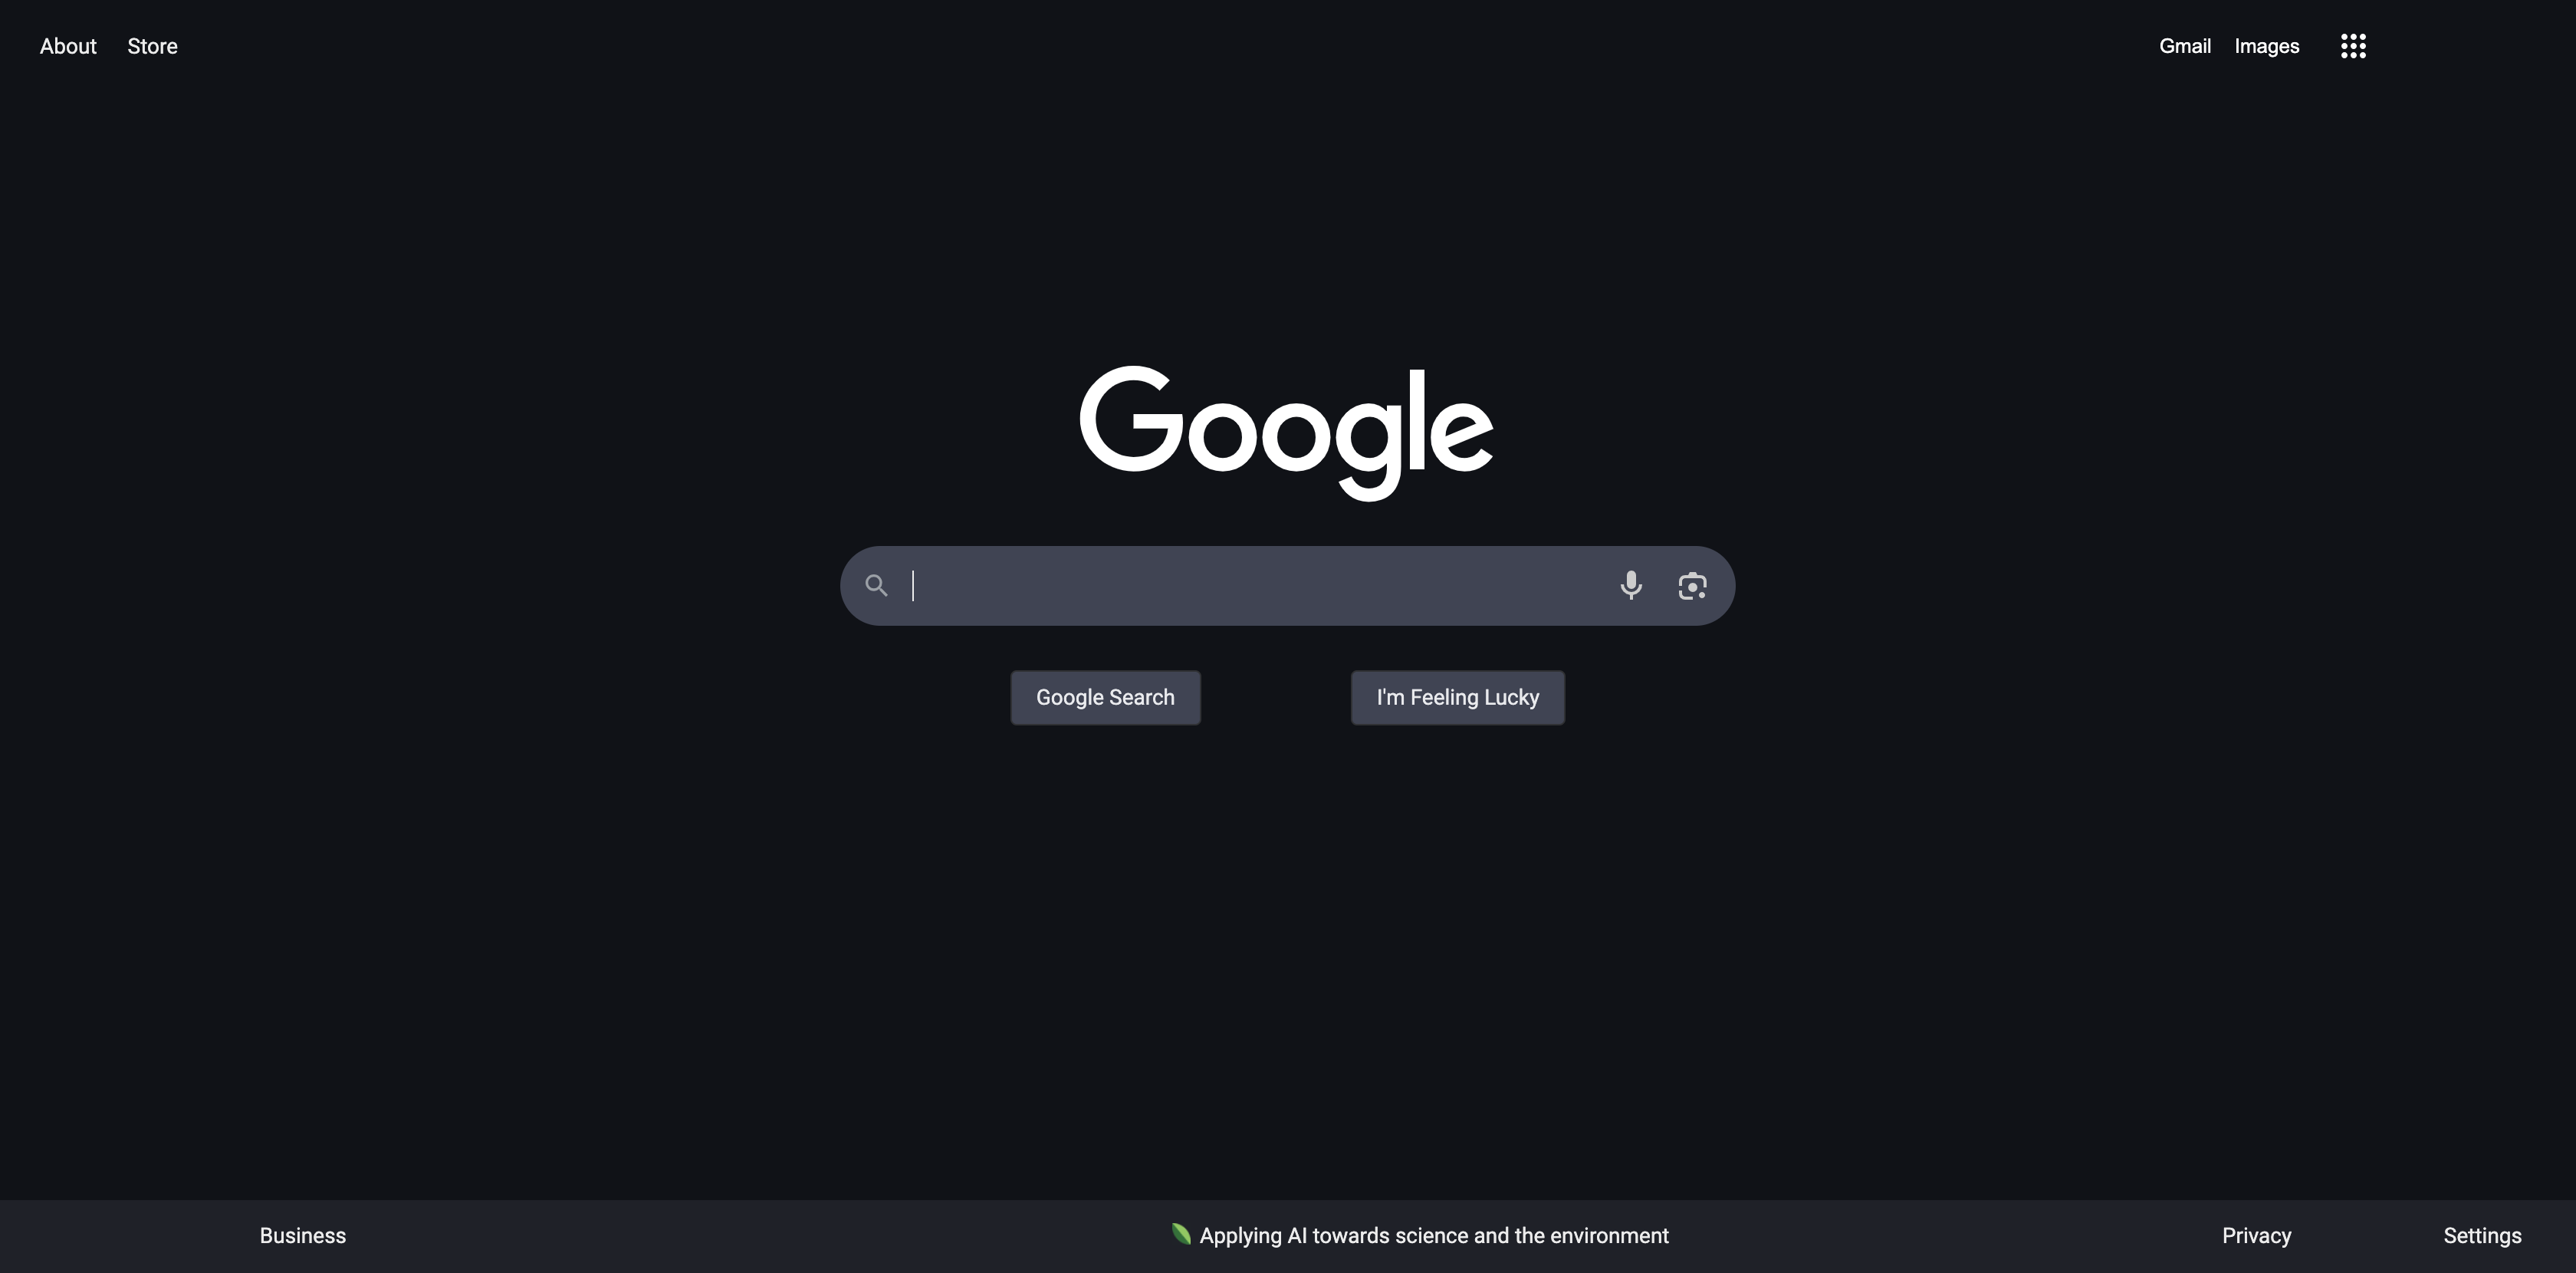 About Store Gmail Images
Google
Google Search I'm Feeling Lucky
Business Applying AI towards science and the environment Privacy Settings